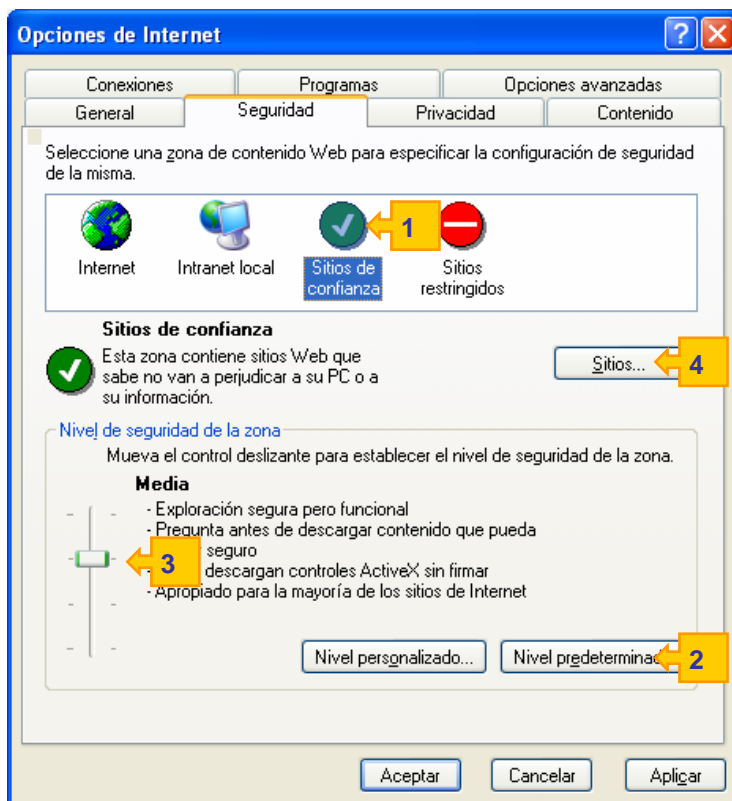 Opciones de Internet
Conexiones Programas Opciones avanzadas
General Seguridad Privacidad Contenido
Seleccione una zona de contenido Web para especificar la configuración de seguridad
de la misma.
1
Internet Intranet local Sitios de Sitios
confianza restringidos
Sitios de confianza
Esta zona contiene sitios Web que
sabe no van a perjudicar a su PC o a
su información.
Sitios... 4
Nivel de seguridad de la zona
Mueva el control deslizante para establecer el nivel de seguridad de la zona.
Media
- Exploración segura pero funcional
- Pregunta antes de descargar contenido que pueda
seguro
3 descargan controles ActiveX sin firmar
- Apropiado para la mayoría de los sitios de Internet
Nivel personalizado... Nivel predeterminad 2
Aceptar Cancelar Aplicar